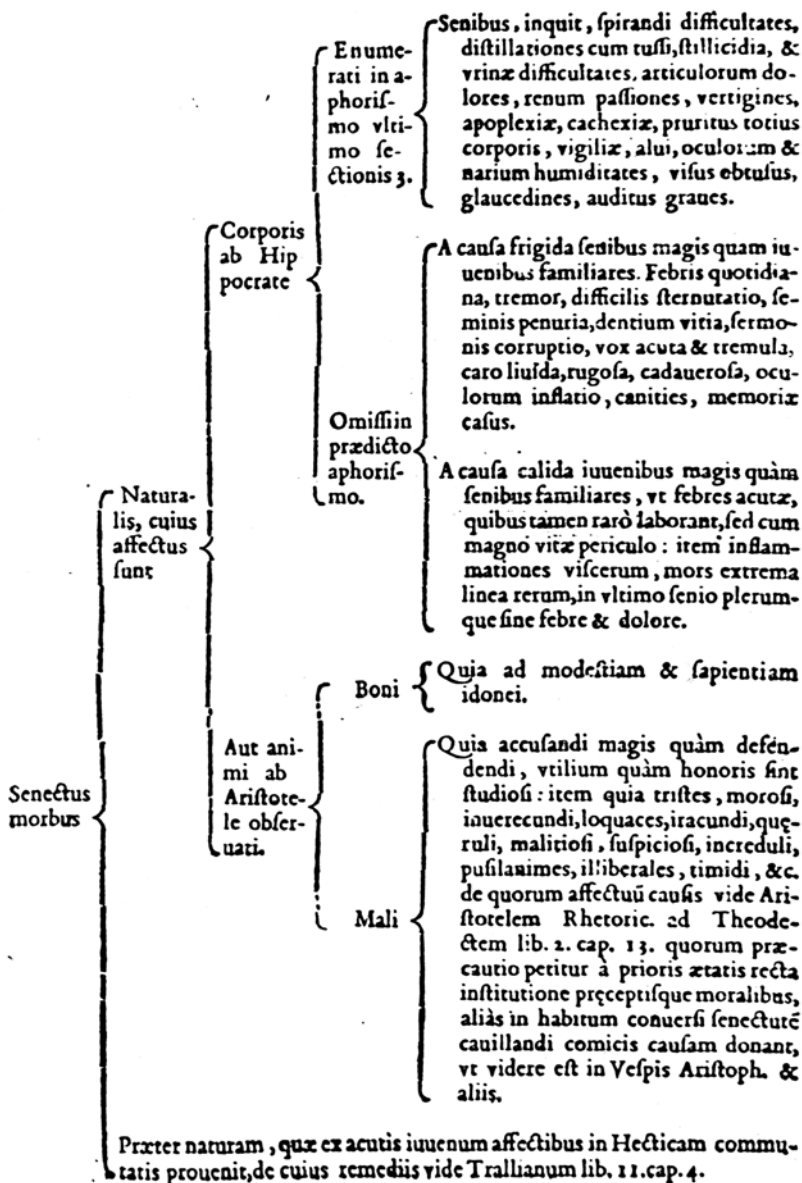 Senectus
morbus
Natura-
lis, cuius
affectus
sunt
Corporis
ab Hip
pocrate
Enume-
rati in a-
phoriſ-
mo vlti-
mo ſe-
ctionis 3.
Senibus, inquit, ſpirandi difficultates,
diſtillationes cum tuſſi, ſtillicidia, &
vrinæ difficultates, articulorum do-
lores, renum paſſiones, vertigines,
apoplexiæ, cachexiæ, pruritus totius
corporis, vigiliæ, alui, oculorum &
narium humiditates, viſus obtuſus,
glaucedines, auditus graues.
Omiſſi in
prædicto
aphoriſ-
mo.
A cauſa frigida ſenibus magis quam iu-
uenibus familiares. Febris quotidia-
na, tremor, difficilis ſternutatio, ſe-
minis penuria, dentium vitia, ſermo-
nis corruptio, vox acuta & tremula,
caro liuida, rugoſa, cadaueroſa, ocu-
lorum inflatio, canities, memoriæ
caſus.
A cauſa calida iuuenibus magis quàm
ſenibus familiares, vt febres acutæ,
quibus tamen rarò laborant, ſed cum
magno vitæ periculo : item inflam-
mationes viſcerum, mors extrema
linea rerum, in vltimo ſenio plerum-
que ſine febre & dolore.
Aut ani-
mi ab
Ariſtote-
le obſer-
uati.
Boni
Quia ad modeſtiam & ſapientiam
idonei.
Mali
Quia accuſandi magis quàm defen-
dendi, vtilium quàm honoris ſint
ſtudioſi : item quia triſtes, moroſi,
inuerecundi, loquaces, iracundi, quę-
ruli, malitioſi, ſuſpicioſi, increduli,
puſilanimes, illiberales, timidi, &c.
de quorum affectuũ cauſis vide Ari-
ſtotelem Rhetoric. ad Theode-
ctem lib. 2. cap. 13. quorum præ-
cautio petitur à prioris ætatis recta
inſtitutione pręceptiſque moralibus,
aliàs in habitum conuerſi ſenectutẽ
cauillandi comicis cauſam donant,
vt videre eſt in Veſpis Ariſtoph. &
aliis.
Præter naturam, quæ ex acutis iuuenum affectibus in Hecticam commu-
tatis prouenit, de cuius remediis vide Trallianum lib. 11. cap. 4.